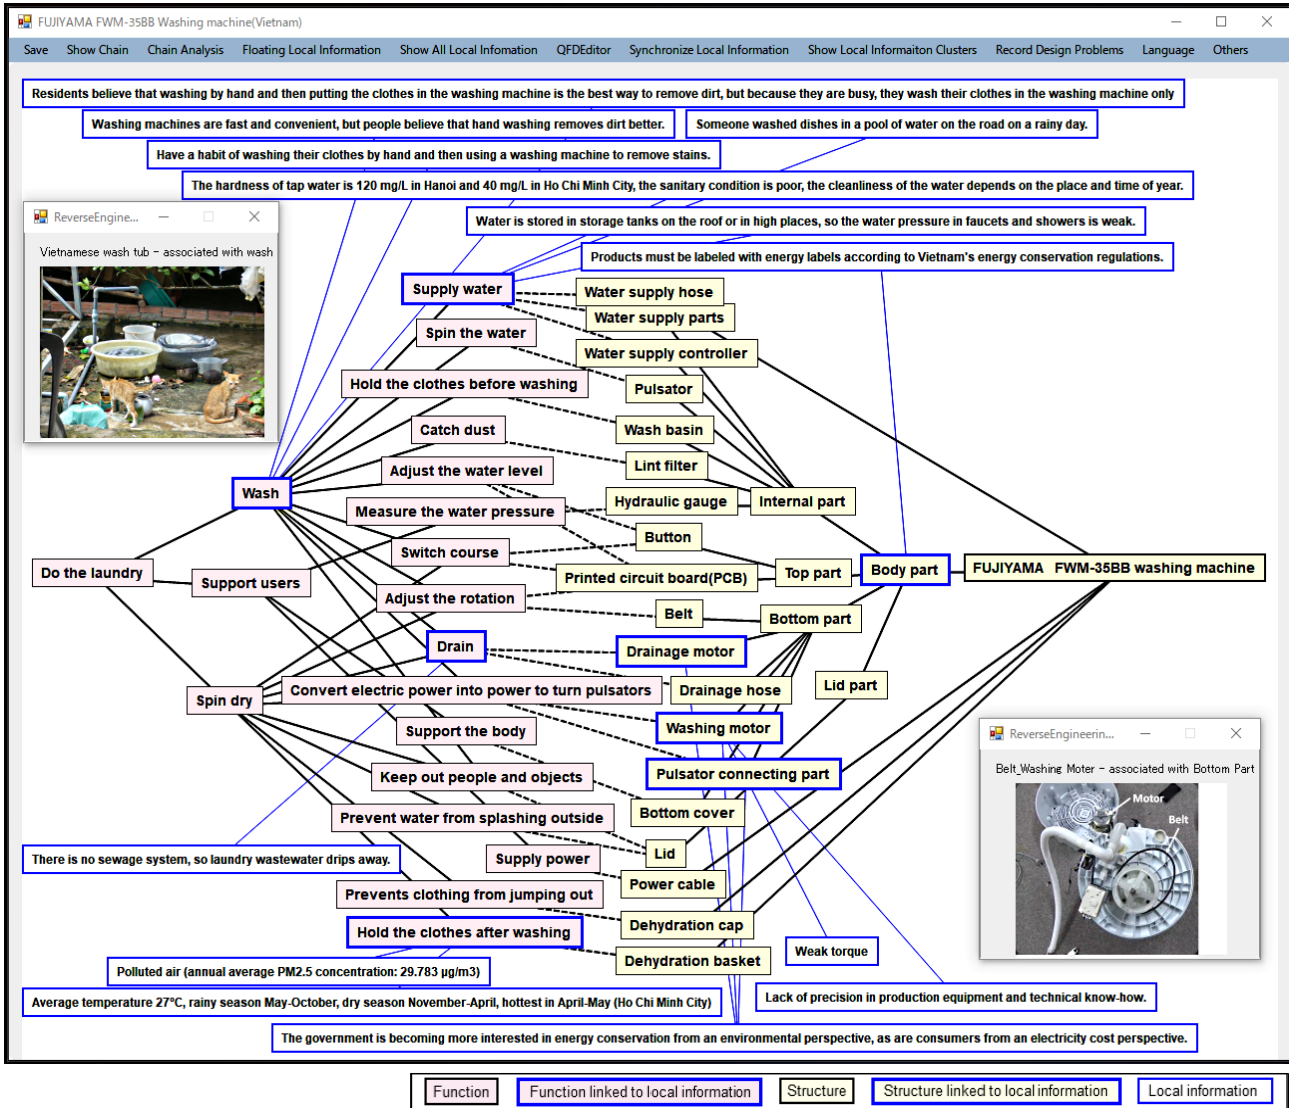 FUJIYAMA FWM-35BB Washing machine(Vietnam)
Save Show Chain Chain Analysis Floating Local Information Show All Local Infomation QFDEditor Synchronize Local Information Show Local Informaiton Clusters Record Design Problems Language Others
Residents believe that washing by hand and then putting the clothes in the washing machine is the best way to remove dirt, but because they are busy, they wash their clothes in the washing machine only
Washing machines are fast and convenient, but people believe that hand washing removes dirt better.
Someone washed dishes in a pool of water on the road on a rainy day.
Have a habit of washing their clothes by hand and then using a washing machine to remove stains.
The hardness of tap water is 120 mg/L in Hanoi and 40 mg/L in Ho Chi Minh City, the sanitary condition is poor, the cleanliness of the water depends on the place and time of year.
Water is stored in storage tanks on the roof or in high places, so the water pressure in faucets and showers is weak.
Products must be labeled with energy labels according to Vietnam's energy conservation regulations.
ReverseEngine...
Vietnamese wash tub - associated with wash
Supply water
Water supply hose
Water supply parts
Spin the water
Water supply controller
Hold the clothes before washing
Pulsator
Catch dust
Wash basin
Adjust the water level
Lint filter
Wash
Measure the water pressure
Hydraulic gauge
Internal part
Button
Switch course
Do the laundry
Support users
Printed circuit board(PCB)
Top part
Body part
FUJIYAMA FWM-35BB washing machine
Adjust the rotation
Belt
Bottom part
Drain
Drainage motor
Spin dry
Convert electric power into power to turn pulsators
Drainage hose
Lid part
Support the body
Washing motor
Keep out people and objects
Pulsator connecting part
Prevent water from splashing outside
Bottom cover
Supply power
Lid
Prevents clothing from jumping out
Power cable
Hold the clothes after washing
Dehydration cap
Dehydration basket
ReverseEngineerin...
Belt_Washing Moter - associated with Bottom Part
Motor
Belt
There is no sewage system, so laundry wastewater drips away.
Weak torque
Polluted air (annual average PM2.5 concentration: 29.783 µg/m3)
Average temperature 27°C, rainy season May-October, dry season November-April, hottest in April-May (Ho Chi Minh City)
Lack of precision in production equipment and technical know-how.
The government is becoming more interested in energy conservation from an environmental perspective, as are consumers from an electricity cost perspective.
Function
Function linked to local information
Structure
Structure linked to local information
Local information